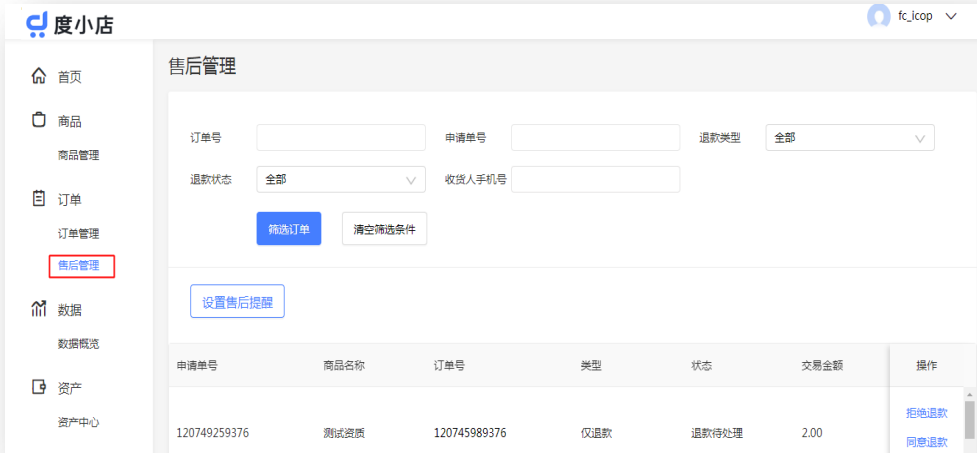 度小店
fc_icop
首页
商品
商品管理
订单
订单管理
售后管理
数据
数据概览
资产
资产中心
售后管理
订单号
申请单号
退款类型 全部
退款状态 全部
收货人手机号
筛选订单 清空筛选条件
设置售后提醒
申请单号 商品名称 订单号 类型 状态 交易金额 操作
120749259376 测试资质 120745989376 仅退款 退款待处理 2.00 拒绝退款
同意退款